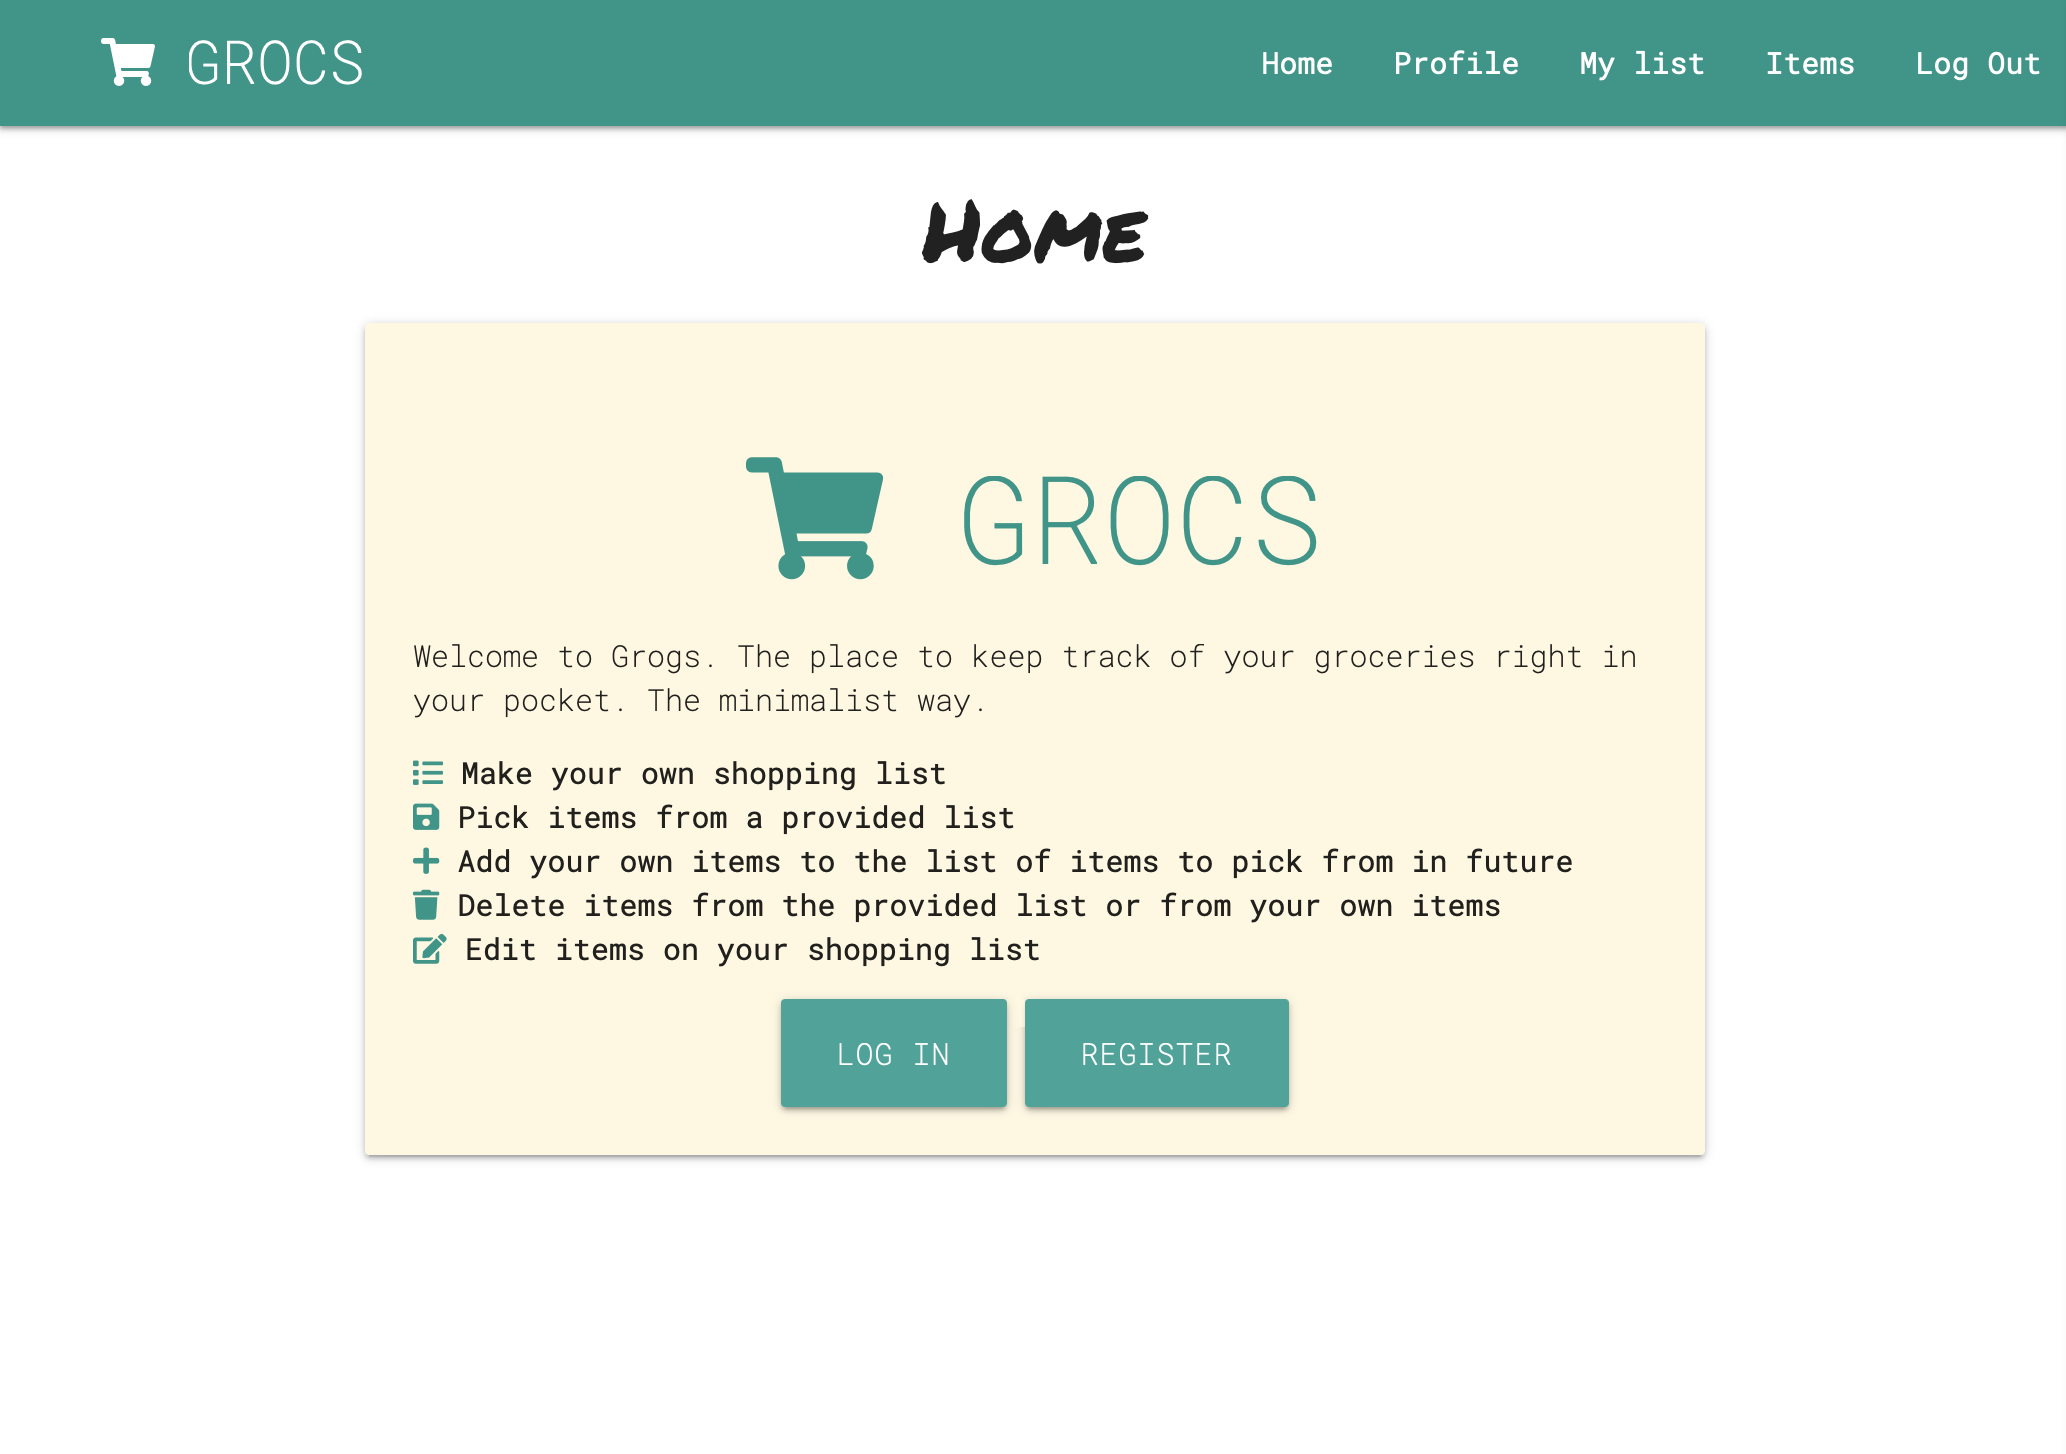 GROCS
Home Profile My list Items Log Out
Home
GROCS
Welcome to Grogs. The place to keep track of your groceries right in
your pocket. The minimalist way.
Make your own shopping list
Pick items from a provided list
Add your own items to the list of items to pick from in future
Delete items from the provided list or from your own items
Edit items on your shopping list
LOG IN REGISTER